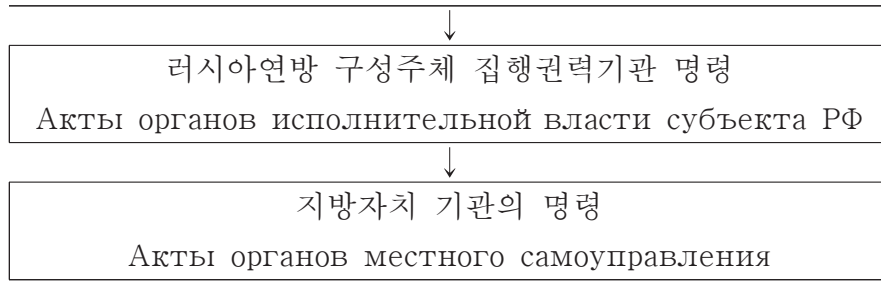 ↓
러시아연방 구성주체 집행권력기관 명령
Акты органов исполнительной власти субъекта РФ
↓
지방자치 기관의 명령
Акты органов местного самоуправления